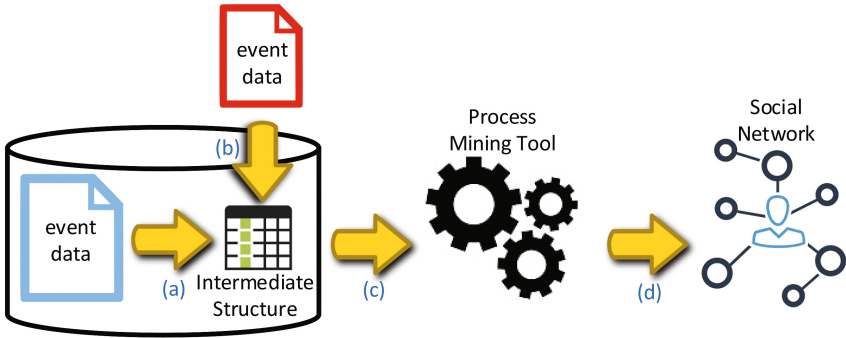 event
data
(b)
event
data
(a)
Intermediate
Structure
(c)
Process
Mining Tool
(d)
Social
Network